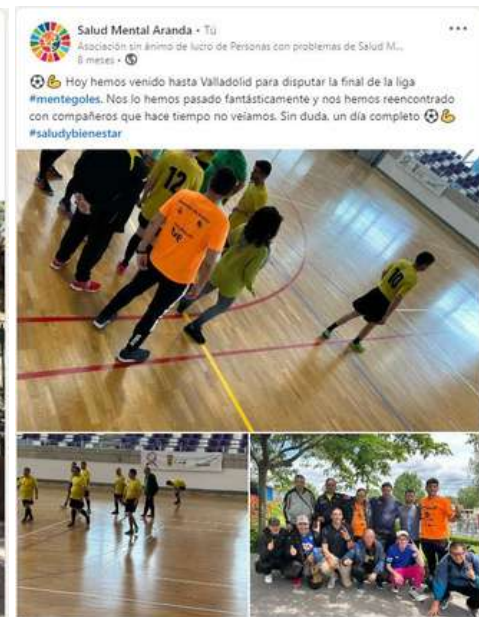 Salud Mental Aranda • Tú
Asociación sin ánimo de lucro de Personas con problemas de Salud M...
8 meses •
Hoy hemos venido hasta Valladolid para disputar la final de la liga
#mentegoles. Nos lo hemos pasado fantásticamente y nos hemos reencontrado
con compañeros que hace tiempo no veíamos. Sin duda, un día completo
#saludybienestar
12
10